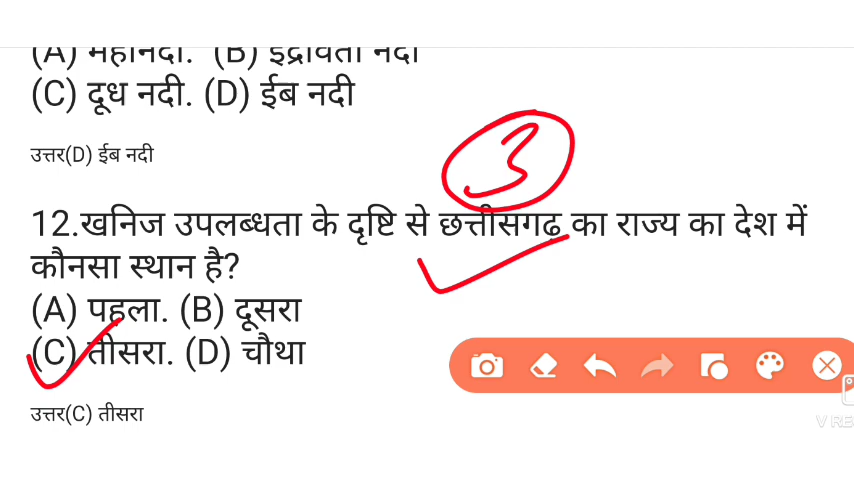 (A) महानदी. (B) इंद्रावती नदी
(C) दूध नदी. (D) ईब नदी
उत्तर(D) ईब नदी
3
12.खनिज उपलब्धता के दृष्टि से छत्तीसगढ़ का राज्य का देश में
कौनसा स्थान है?
(A) पहला. (B) दूसरा
(C) तीसरा. (D) चौथा
उत्तर(C) तीसरा
V RE